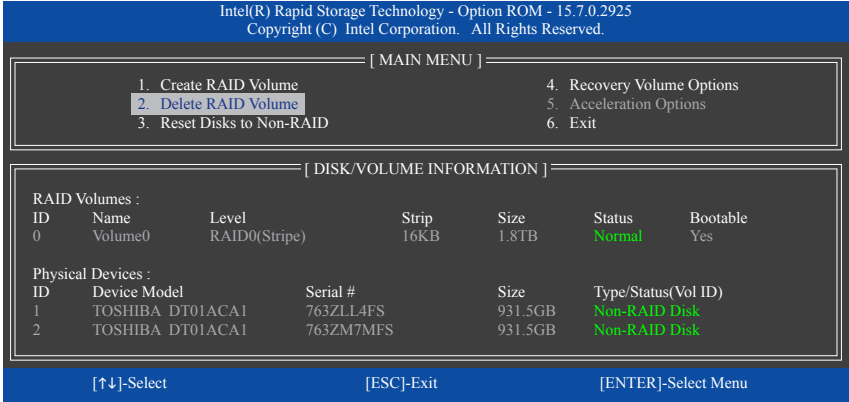 Intel(R) Rapid Storage Technology - Option ROM - 15.7.0.2925
Copyright (C) Intel Corporation. All Rights Reserved.
[ MAIN MENU ]
1. Create RAID Volume 4. Recovery Volume Options
2. Delete RAID Volume 5. Acceleration Options
3. Reset Disks to Non-RAID 6. Exit
[ DISK/VOLUME INFORMATION ]
RAID Volumes :
ID Name Level Strip Size Status Bootable
0 Volume0 RAID0(Stripe) 16KB 1.8TB Normal Yes
Physical Devices :
ID Device Model Serial # Size Type/Status(Vol ID)
1 TOSHIBA DT01ACA1 763ZLL4FS 931.5GB Non-RAID Disk
2 TOSHIBA DT01ACA1 763ZM7MFS 931.5GB Non-RAID Disk
[↑↓]-Select [ESC]-Exit [ENTER]-Select Menu